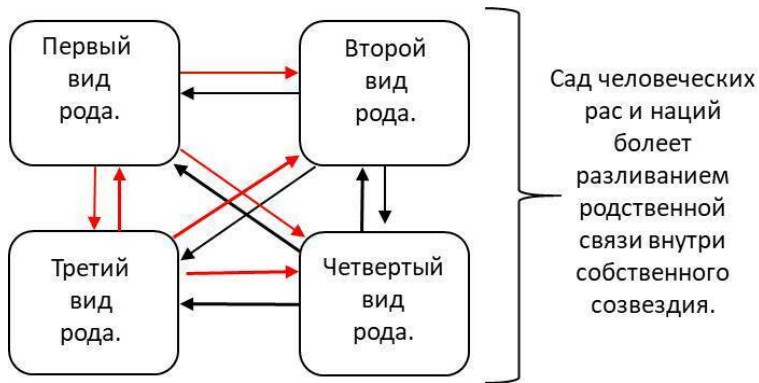 Первый
вид
рода.
Второй
вид
рода.
Третий
вид
рода.
Четвертый
вид
рода.
Сад человеческих
рас и наций
болеет
разливанием
родственной
связи внутри
собственного
созвездия.